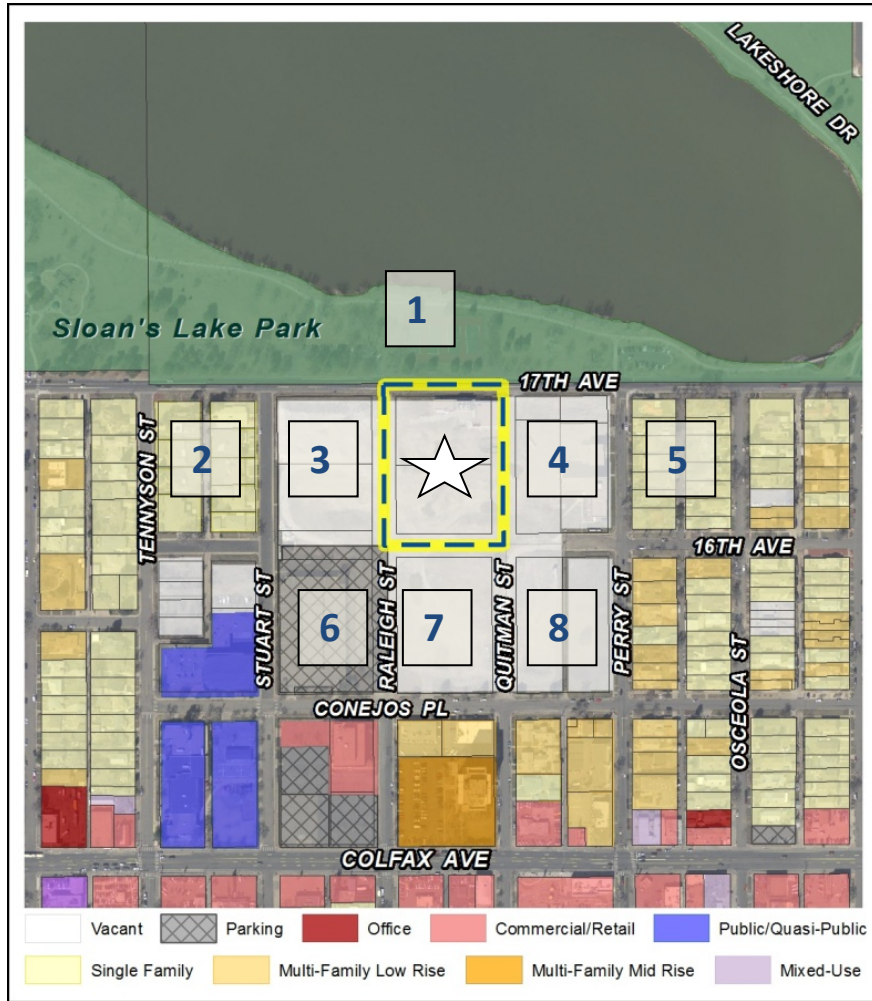 LAKESHORE DR
1
Sloan's Lake Park
17TH AVE
TENNYSON ST
2
3
4
5
16TH AVE
STUART ST
6
RALEIGH ST
7
QUITMAN ST
8
PERRY ST
OSCEOLA ST
CONEJOS PL
COLFAX AVE
Vacant Parking Office Commercial/Retail Public/Quasi-Public
Single Family Multi-Family Low Rise Multi-Family Mid Rise Mixed-Use